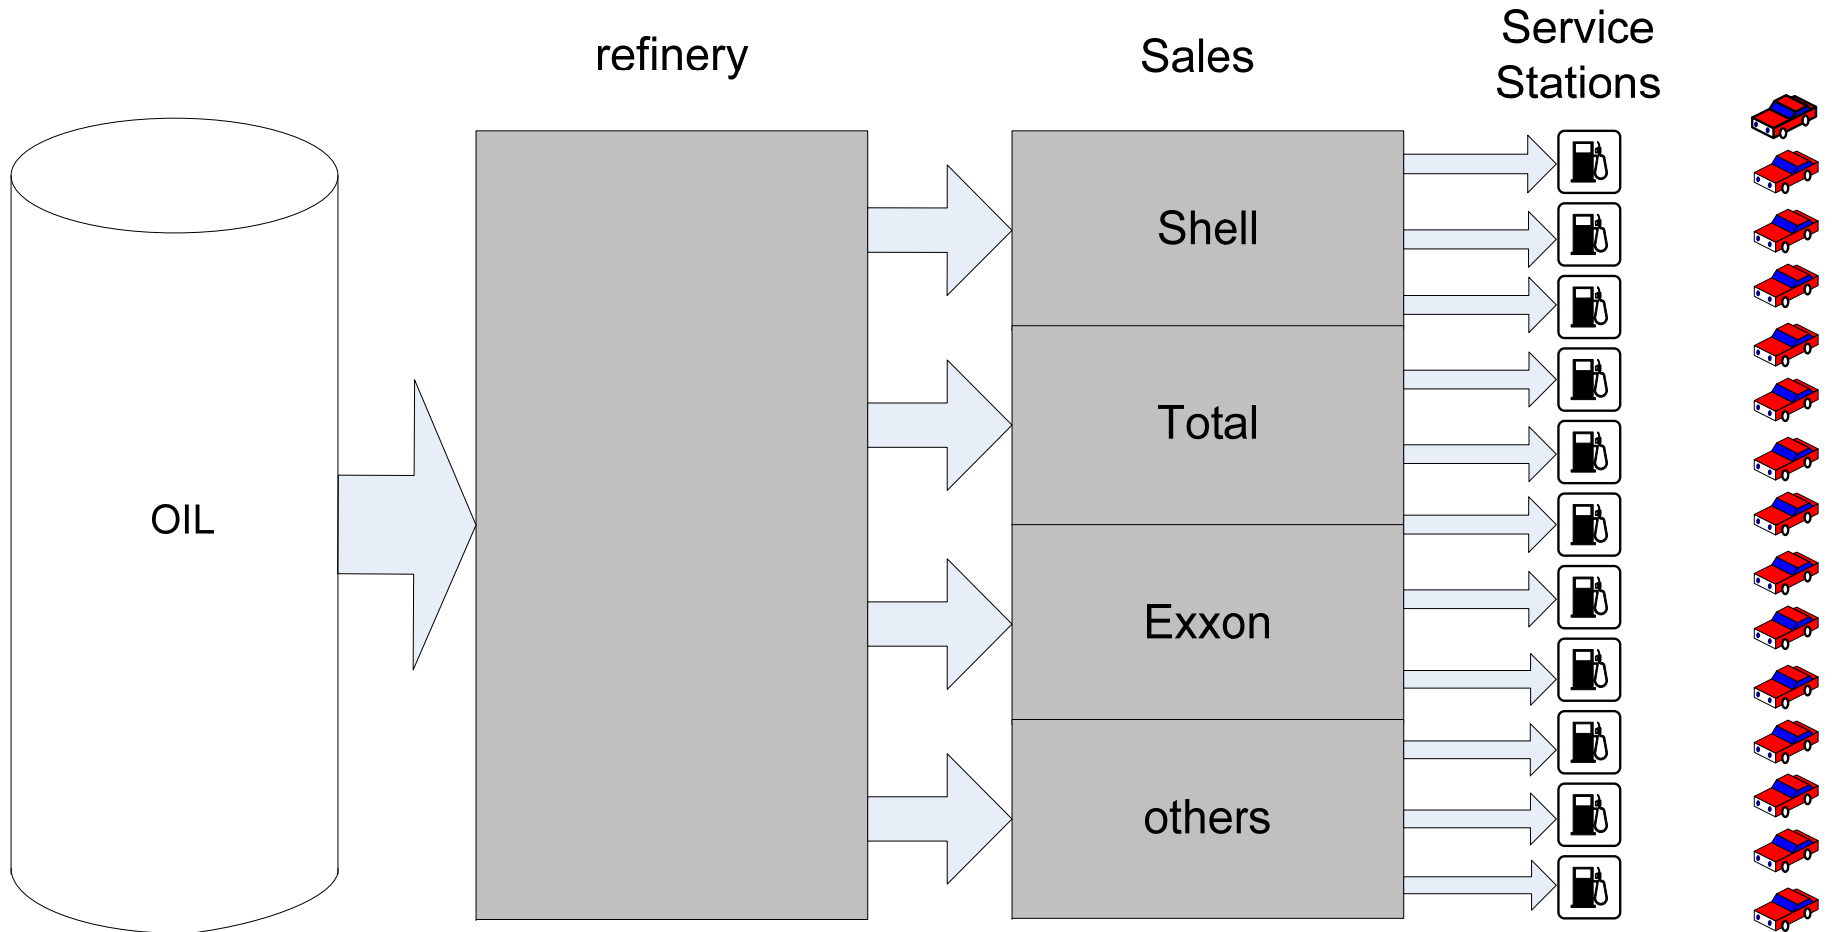 refinery
Sales
Service
Stations
OIL
Shell
Total
Exxon
others